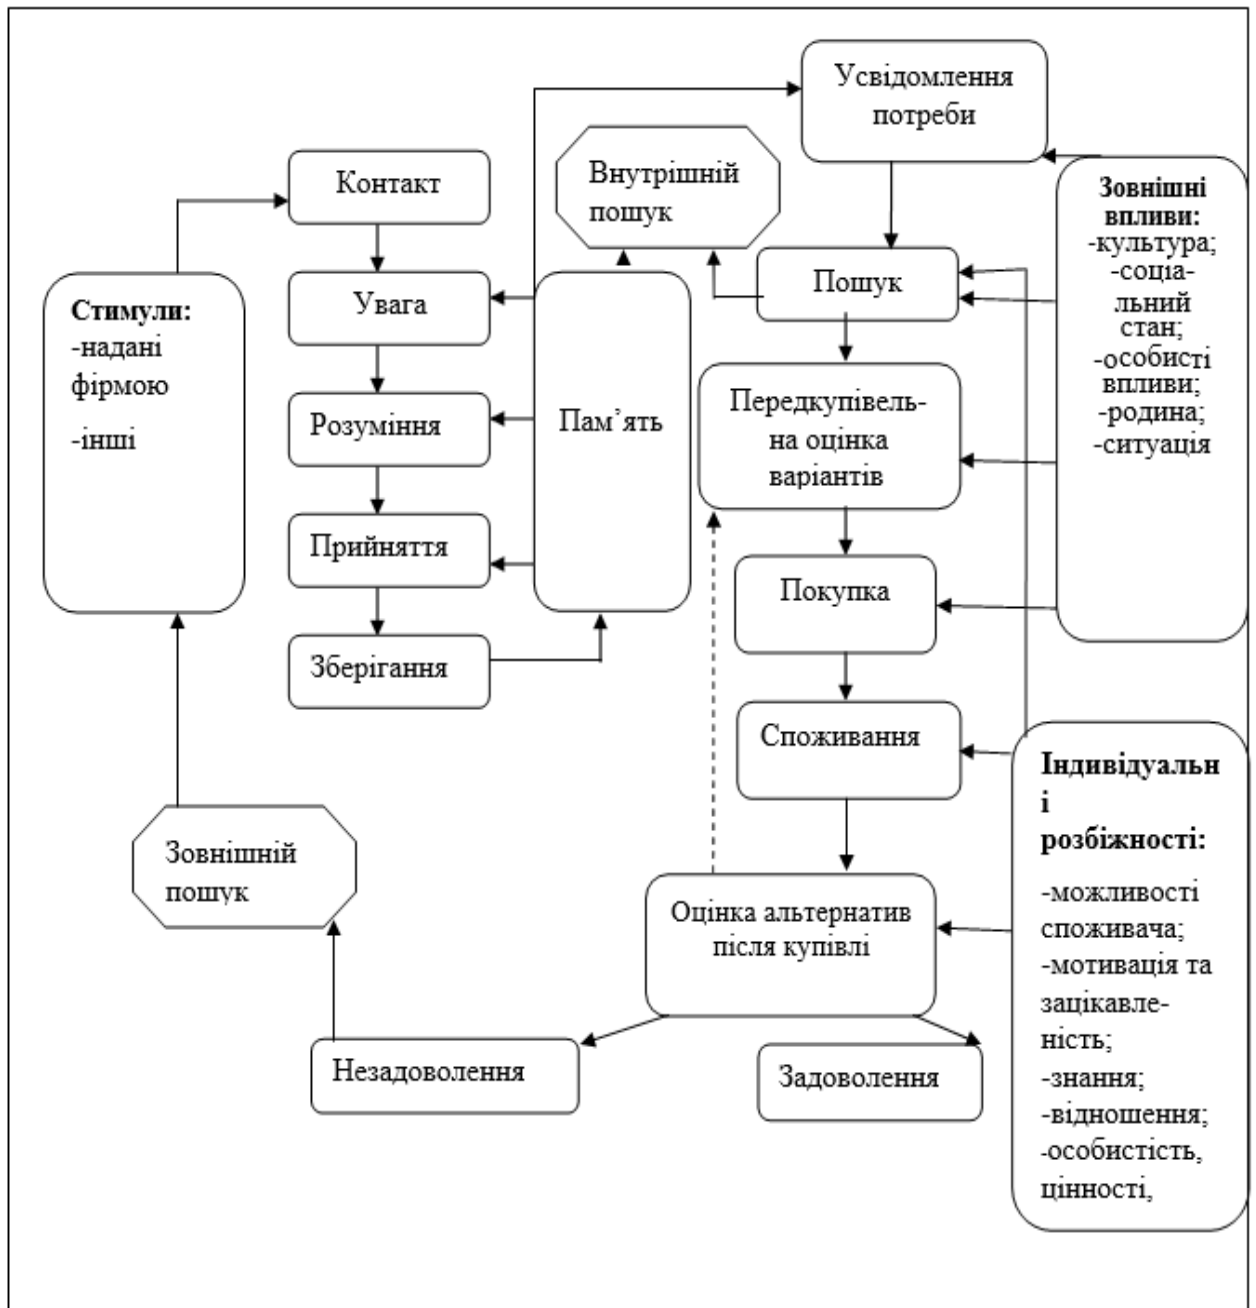 Усвідомлення
потреби
Внутрішній
пошук
Контакт
Зовнішні
впливи:
-культура;
-соціа-
льний
стан;
-особисті
впливи;
-родина;
-ситуація
Пошук
Стимули:
-надані
фірмою
-інші
Увага
Розуміння
Пам’ять
Передкупівель-
на оцінка
варіантів
Прийняття
Покупка
Зберігання
Споживання
Індивідуальн
і
розбіжності:
-можливості
споживача;
-мотивація та
зацікавле-
ність;
-знання;
-відношення;
-особистість,
цінності,
Зовнішній
пошук
Оцінка альтернатив
після купівлі
Незадоволення
Задоволення